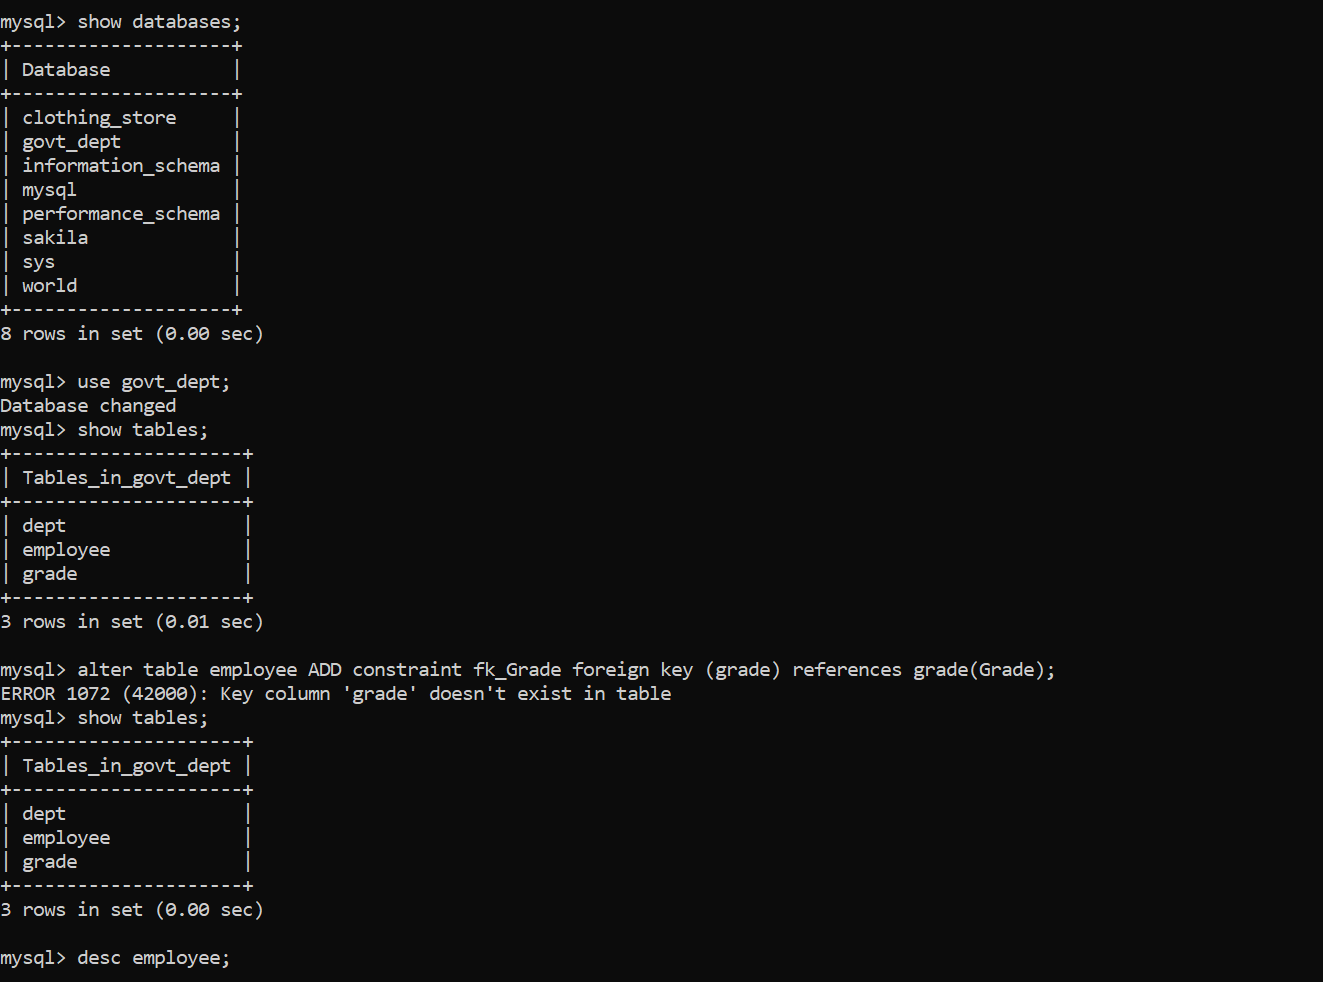 mysql> show databases;
+--------------------+
| Database           |
+--------------------+
| clothing_store     |
| govt_dept          |
| information_schema |
| mysql              |
| performance_schema |
| sakila             |
| sys                |
| world              |
+--------------------+
8 rows in set (0.00 sec)

mysql> use govt_dept;
Database changed
mysql> show tables;
+---------------------+
| Tables_in_govt_dept |
+---------------------+
| dept                |
| employee            |
| grade               |
+---------------------+
3 rows in set (0.01 sec)

mysql> alter table employee ADD constraint fk_Grade foreign key (grade) references grade(Grade);
ERROR 1072 (42000): Key column 'grade' doesn't exist in table
mysql> show tables;
+---------------------+
| Tables_in_govt_dept |
+---------------------+
| dept                |
| employee            |
| grade               |
+---------------------+
3 rows in set (0.00 sec)

mysql> desc employee;